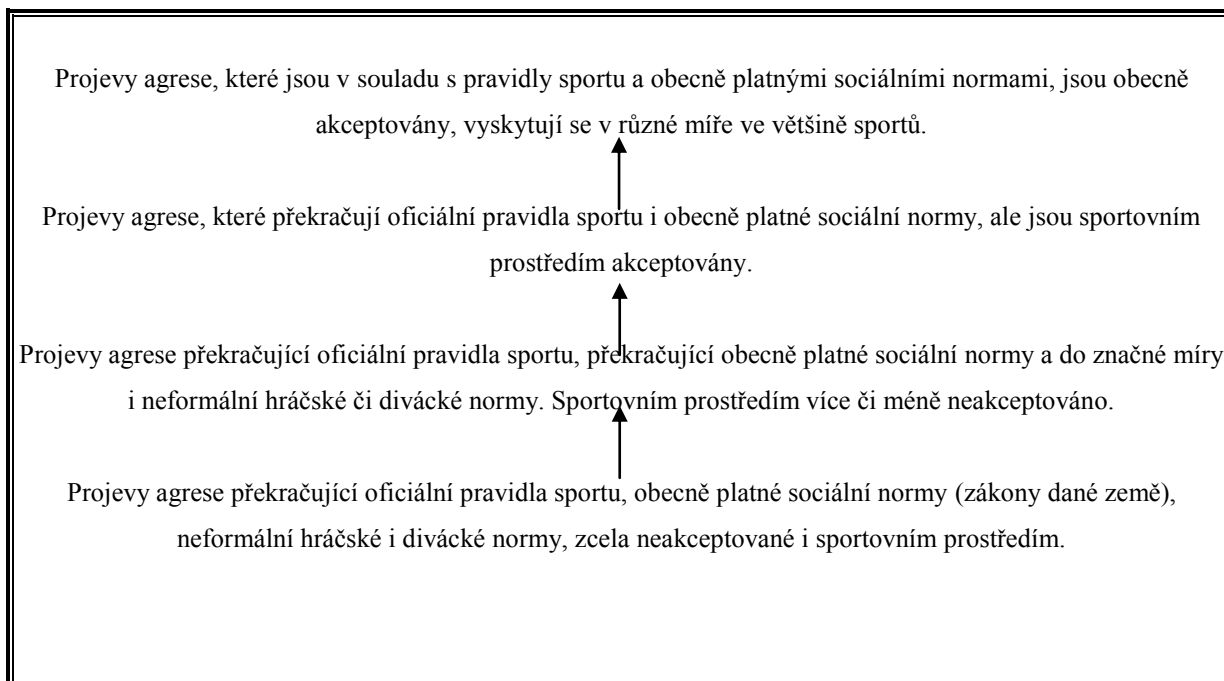 Projevy agrese, které jsou v souladu s pravidly sportu a obecně platnými sociálními normami, jsou obecně
akceptovány, vyskytují se v různé míře ve většině sportů.
Projevy agrese, které překračují oficiální pravidla sportu i obecně platné sociální normy, ale jsou sportovním
prostředím akceptovány.
Projevy agrese překračující oficiální pravidla sportu, překračující obecně platné sociální normy a do značné míry
i neformální hráčské či divácké normy. Sportovním prostředím více či méně neakceptováno.
Projevy agrese překračující oficiální pravidla sportu, obecně platné sociální normy (zákony dané země),
neformální hráčské i divácké normy, zcela neakceptované i sportovním prostředím.